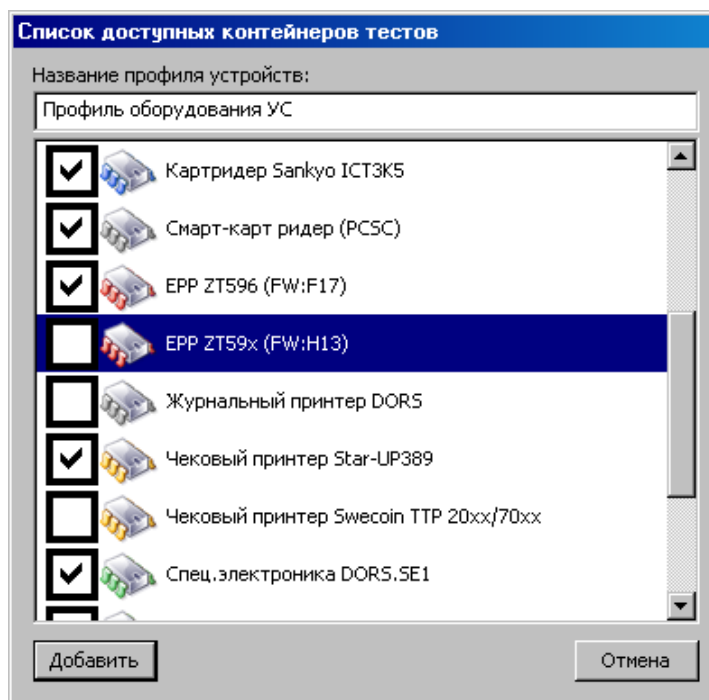 Список доступных контейнеров тестов
Название профиля устройств:
Профиль оборудования УС
Картридер Sankyo ICT3K5
Смарт-карт ридер (PCSC)
EPP ZT596 (FW:F17)
EPP ZT59x (FW:H13)
Журнальный принтер DORS
Чековый принтер Star-UP389
Чековый принтер Swecoin TTP 20xx/70xx
Спец.электроника DORS.SE1
Добавить
Отмена